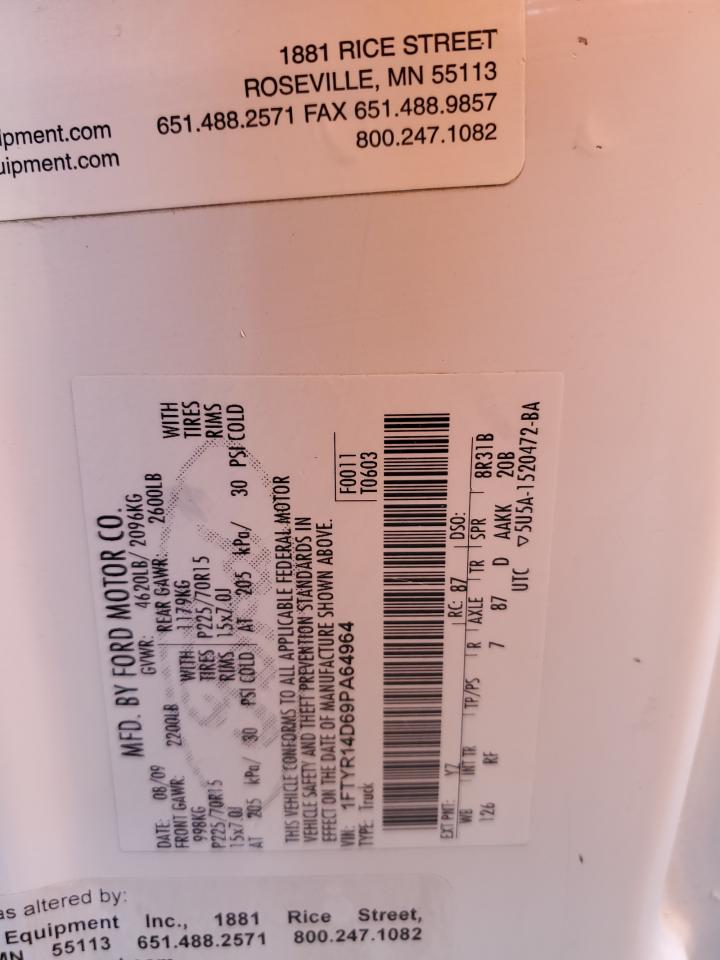 1881 RICE STREET
ROSEVILLE, MN 55113
651.488.2571 FAX 651.488.9857
800.247.1082
ipment.com
uipment.com
MFD. BY FORD MOTOR CO.
DATE: 08/09 GVWR: 4620LB/ 2096KG
FRONT GAWR: 2200LB REAR GAWR: 2600LB
998KG WITH 1179KG WITH
P225/70R15 TIRES P225/70R15 TIRES
15x7.0J RIMS 15x7.0J RIMS
AT 205 kPa/ 30 PSI COLD AT 205 kPa/ 30 PSI COLD
THIS VEHICLE CONFORMS TO ALL APPLICABLE FEDERAL MOTOR
VEHICLE SAFETY AND THEFT PREVENTION STANDARDS IN
EFFECT ON THE DATE OF MANUFACTURE SHOWN ABOVE.
VIN: 1FTYR14D69PA64964 F0011
TYPE: Truck T0603
EXT PNT: YZ RC: 87 DSO:
WB INT TR TP/PS R AXLE TR SPR 8R31B
126 RF 7 87 D AAKK 20B
UTC ▽5U5A-1520472-BA
as altered by:
Equipment Inc., 1881 Rice Street,
MN 55113 651.488.2571 800.247.1082